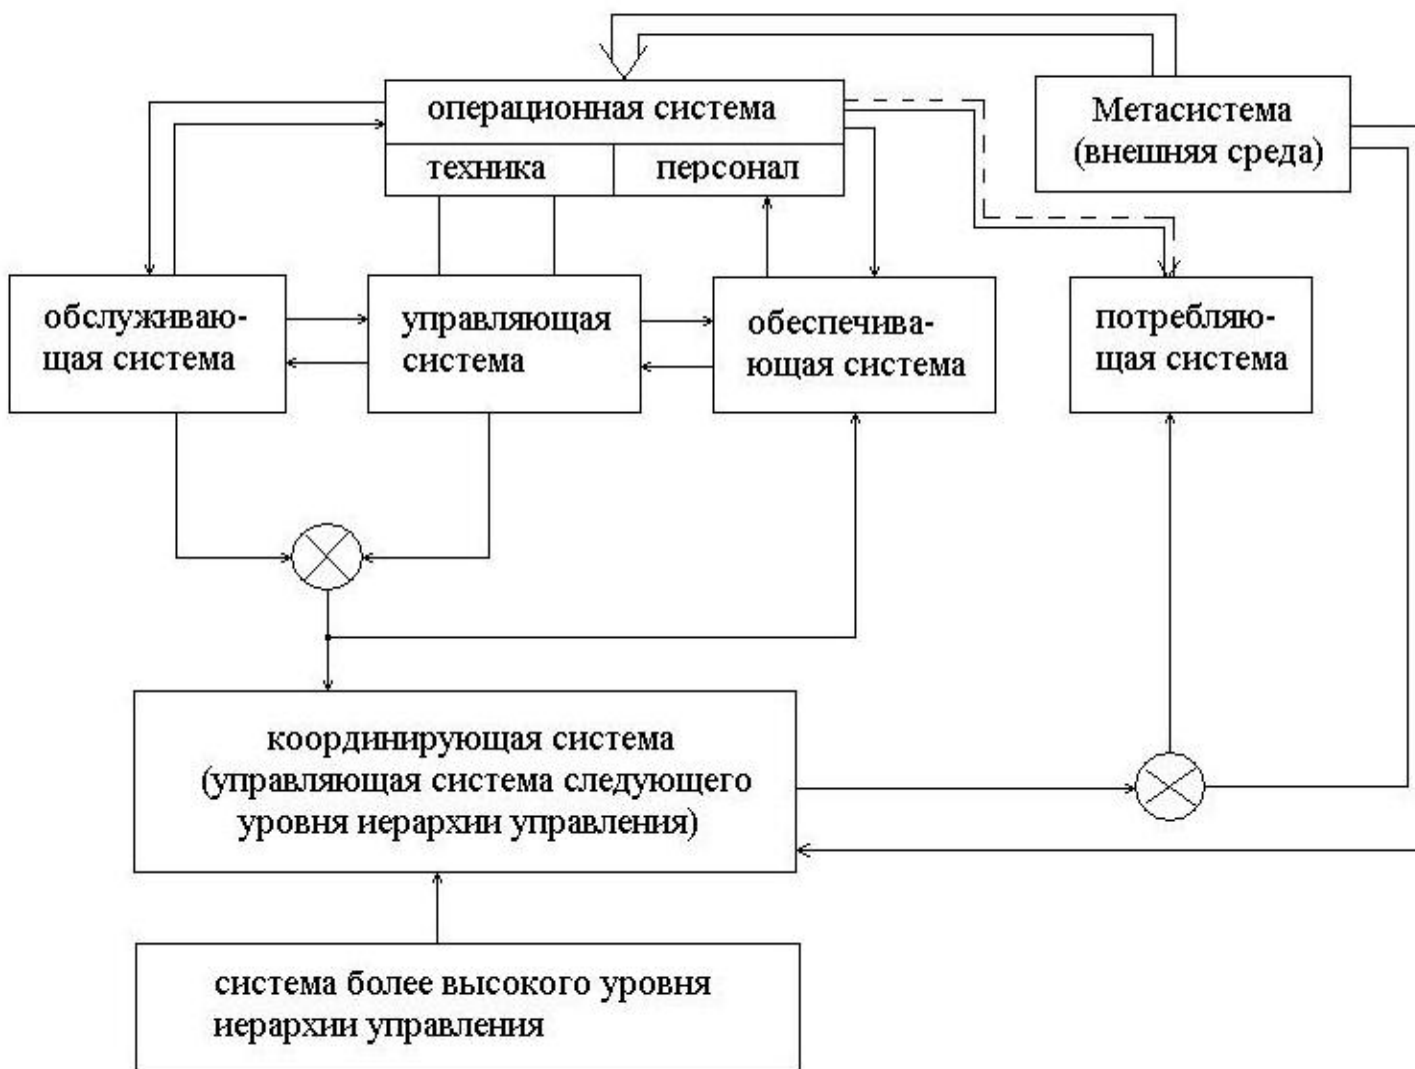 операционная система
Метасистема
(внешняя среда)
техника
персонал
обслуживаю-
щая система
управляющая
система
обеспечива-
ющая система
потребляю-
щая система
координирующая система
(управляющая система следующего
уровня иерархии управления)
система более высокого уровня
иерархии управления